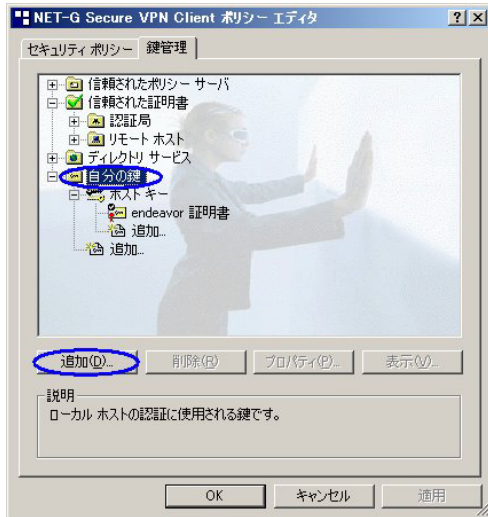 NET-G Secure VPN Client ポリシー エディタ
セキュリティ ポリシー 鍵管理
信頼されたポリシー サーバ
信頼された証明書
認証局
リモート ホスト
ディレクトリ サービス
自分の鍵
ホスト キー
endeavor 証明書
追加...
追加...
追加(D)... 削除(R) プロパティ(P)... 表示(V)...
説明
ローカル ホストの認証に使用される鍵です。
OK キャンセル 適用